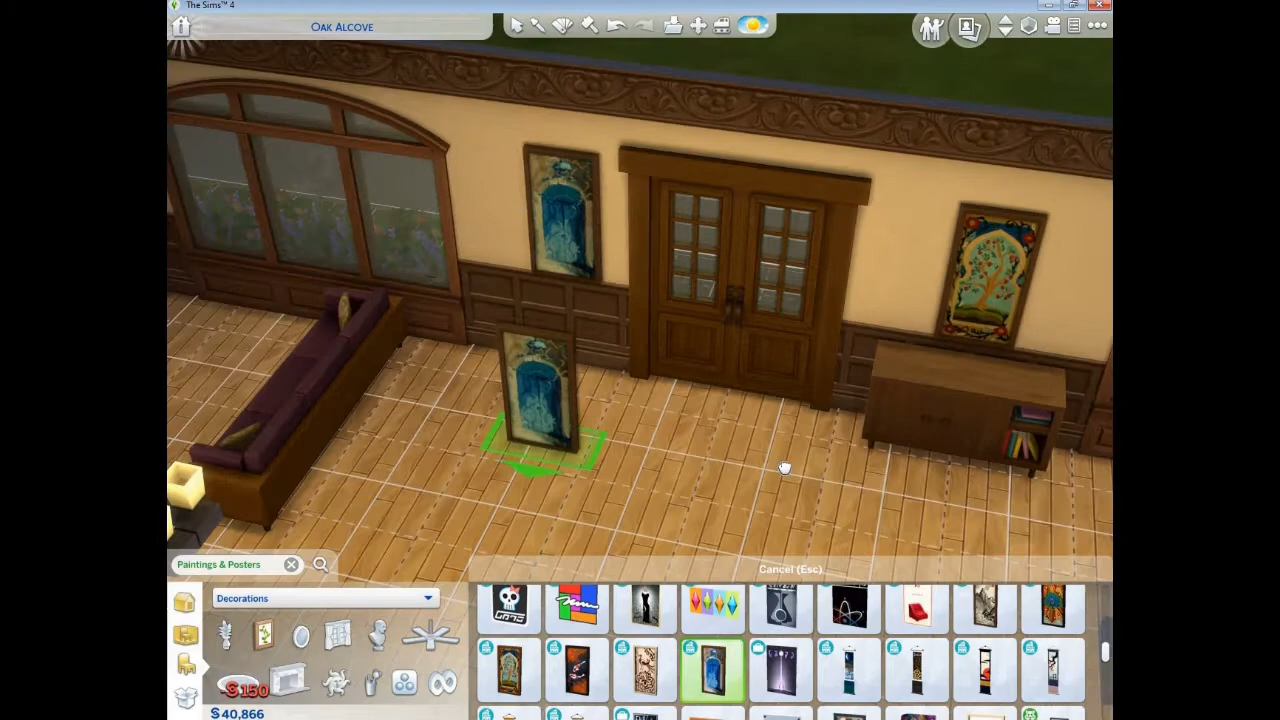 The Sims™ 4
OAK ALCOVE
Paintings & Posters
Cancel (Esc)
Decorations
§150
§40,866